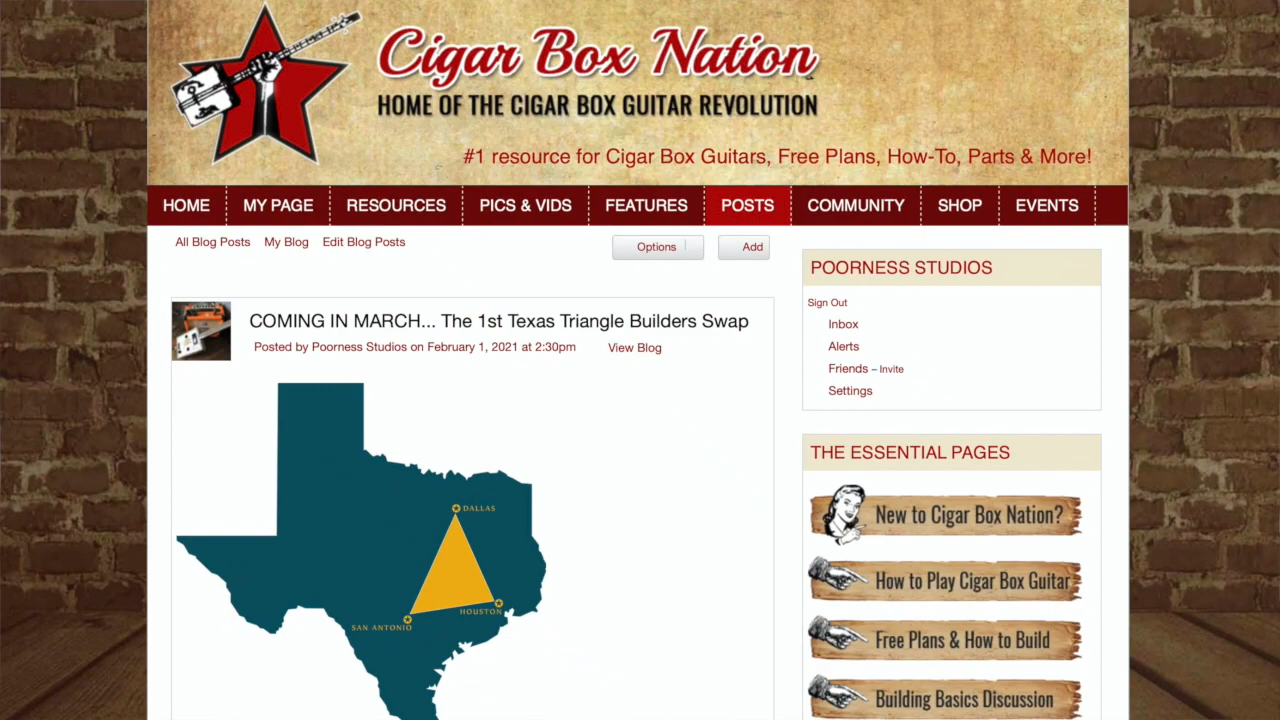 Cigar Box Nation
HOME OF THE CIGAR BOX GUITAR REVOLUTION
#1 resource for Cigar Box Guitars, Free Plans, How-To, Parts & More!
HOME MY PAGE RESOURCES PICS & VIDS FEATURES POSTS COMMUNITY SHOP EVENTS
All Blog Posts My Blog Edit Blog Posts Options Add
COMING IN MARCH... The 1st Texas Triangle Builders Swap
Posted by Poorness Studios on February 1, 2021 at 2:30pm View Blog
DALLAS
HOUSTON
SAN ANTONIO
POORNESS STUDIOS
Sign Out
Inbox
Alerts
Friends – Invite
Settings
THE ESSENTIAL PAGES
New to Cigar Box Nation?
How to Play Cigar Box Guitar
Free Plans & How to Build
Building Basics Discussion